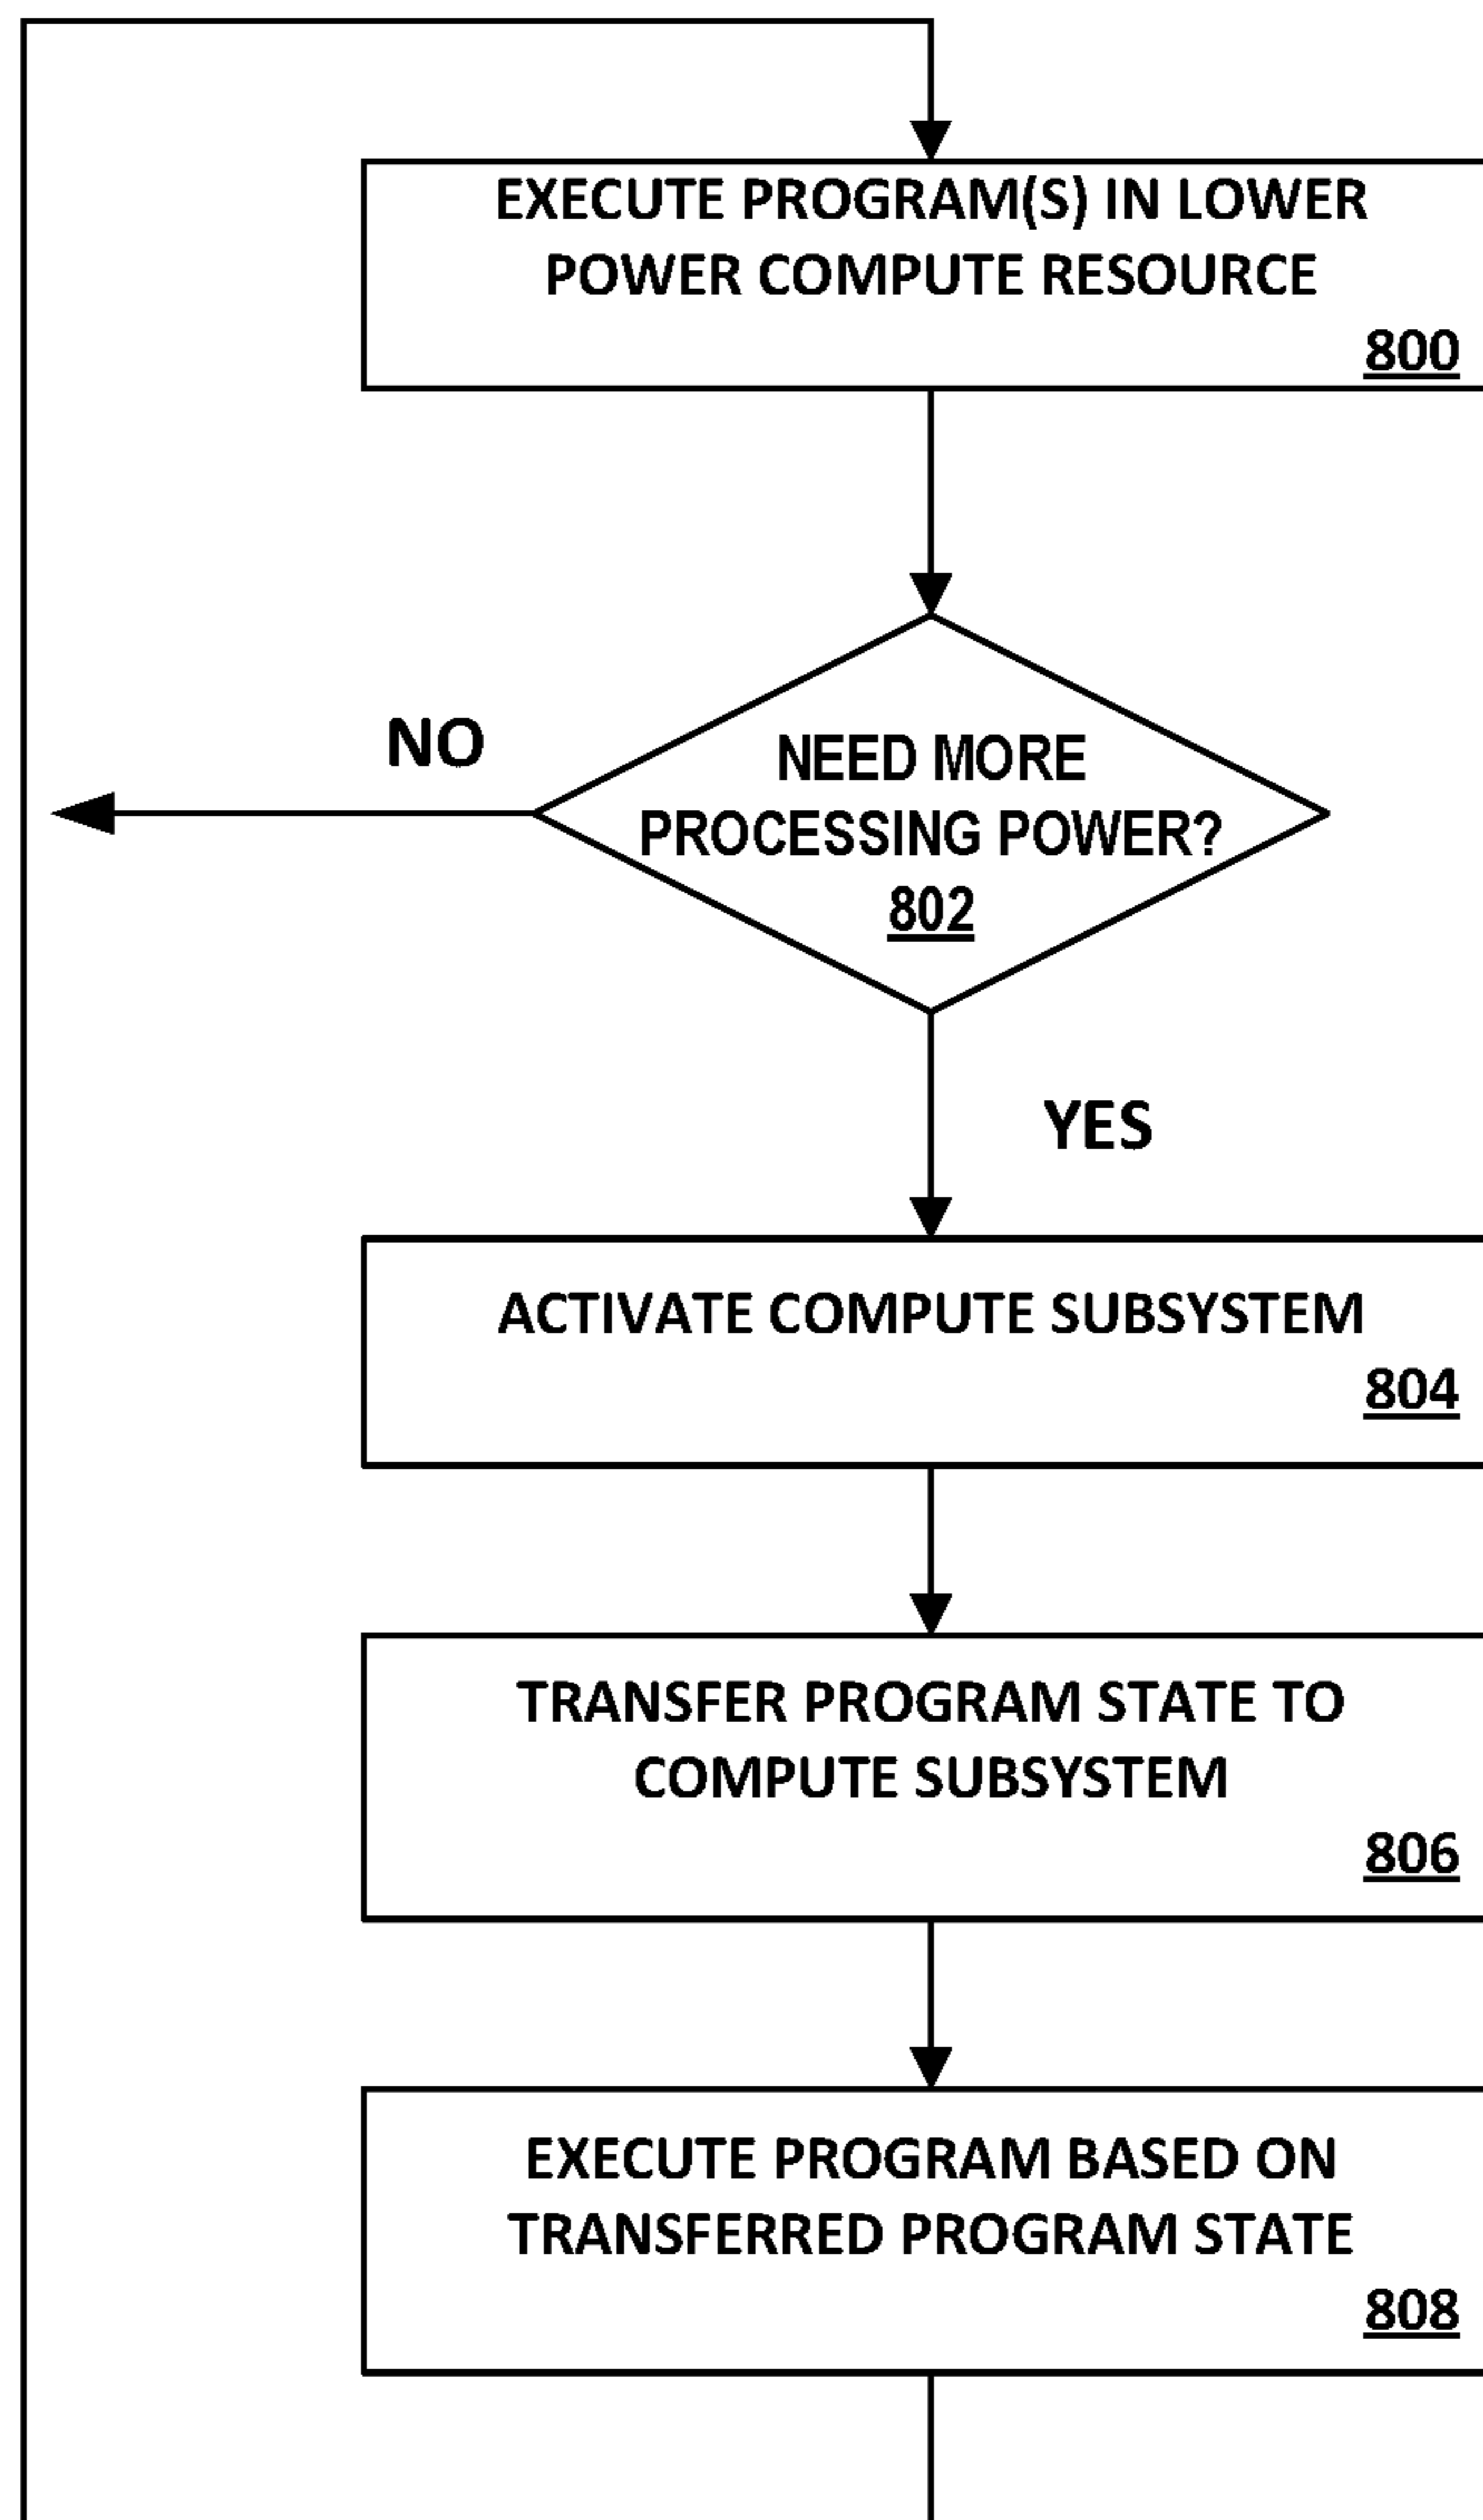 EXECUTE PROGRAM(S) IN LOWER
POWER COMPUTE RESOURCE
800
NEED MORE
PROCESSING POWER?
802
NO
YES
ACTIVATE COMPUTE SUBSYSTEM
804
TRANSFER PROGRAM STATE TO
COMPUTE SUBSYSTEM
806
EXECUTE PROGRAM BASED ON
TRANSFERRED PROGRAM STATE
808